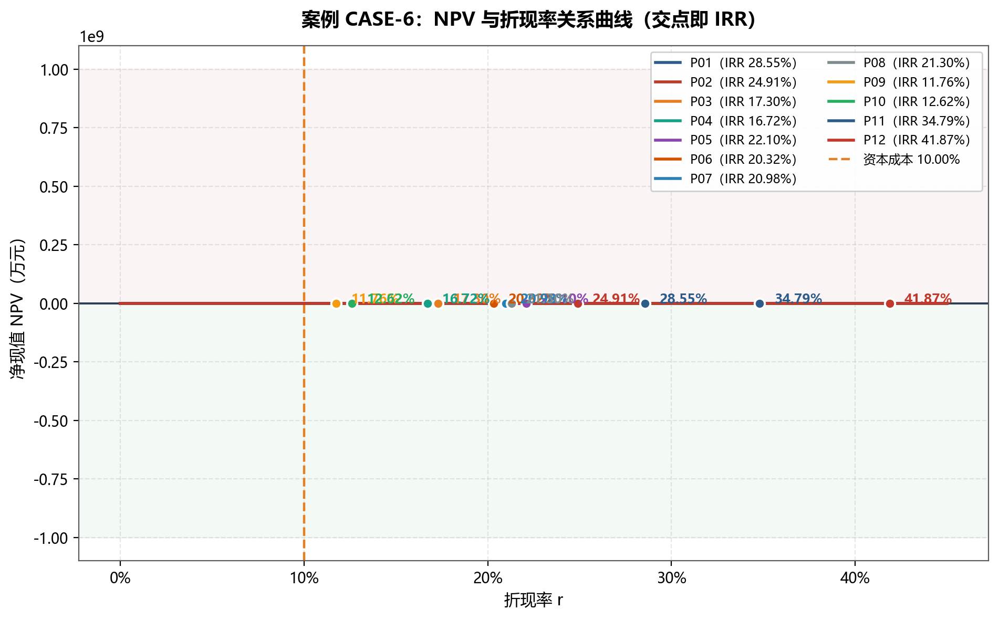 案例 CASE-6：NPV 与折现率关系曲线（交点即 IRR）
1e9
净现值 NPV（万元）
1.00
0.75
0.50
0.25
0.00
-0.25
-0.50
-0.75
-1.00
P01（IRR 28.55%）
P02（IRR 24.91%）
P03（IRR 17.30%）
P04（IRR 16.72%）
P05（IRR 22.10%）
P06（IRR 20.32%）
P07（IRR 20.98%）
P08（IRR 21.30%）
P09（IRR 11.76%）
P10（IRR 12.62%）
P11（IRR 34.79%）
P12（IRR 41.87%）
资本成本 10.00%
12.62%
16.72%
24.91%
28.55%
34.79%
41.87%
0%
10%
20%
30%
40%
折现率 r